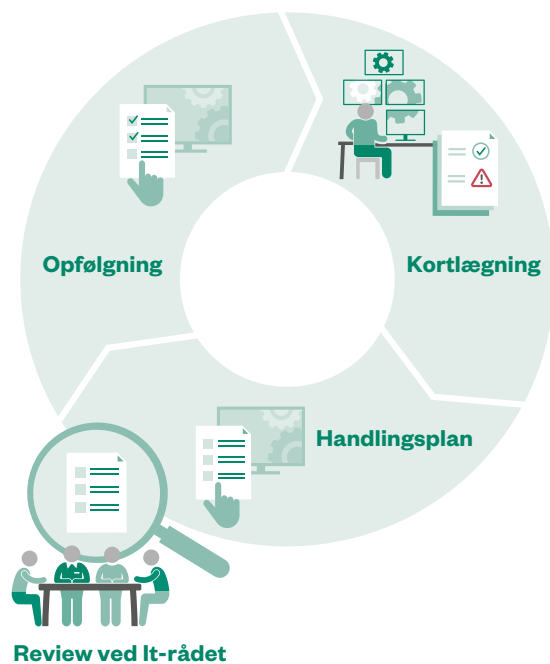 Opfølgning
Kortlægning
Handlingsplan
Review ved It-rådet